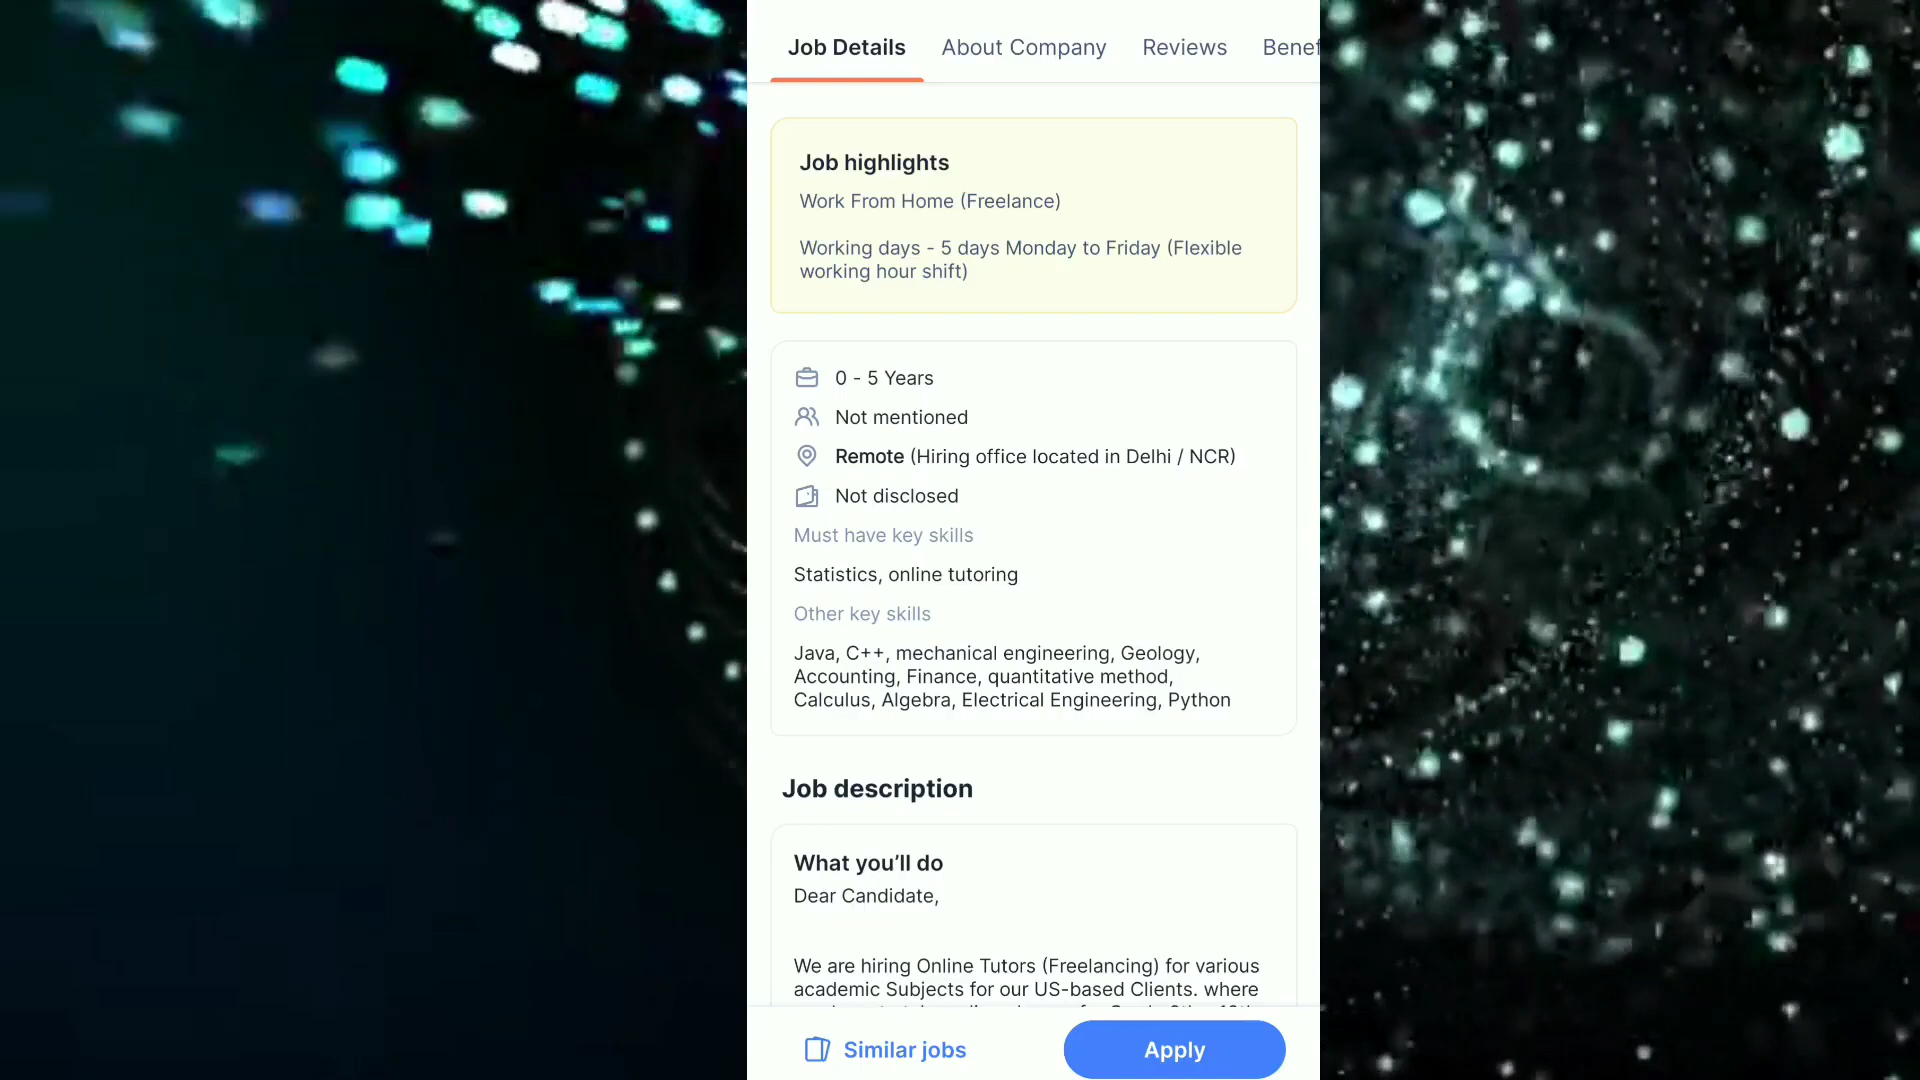 Job Details About Company Reviews Benef
Job highlights
Work From Home (Freelance)
Working days - 5 days Monday to Friday (Flexible
working hour shift)
0 - 5 Years
Not mentioned
Remote (Hiring office located in Delhi / NCR)
Not disclosed
Must have key skills
Statistics, online tutoring
Other key skills
Java, C++, mechanical engineering, Geology,
Accounting, Finance, quantitative method,
Calculus, Algebra, Electrical Engineering, Python
Job description
What you'll do
Dear Candidate,
We are hiring Online Tutors (Freelancing) for various
academic Subjects for our US-based Clients. where
Similar jobs Apply